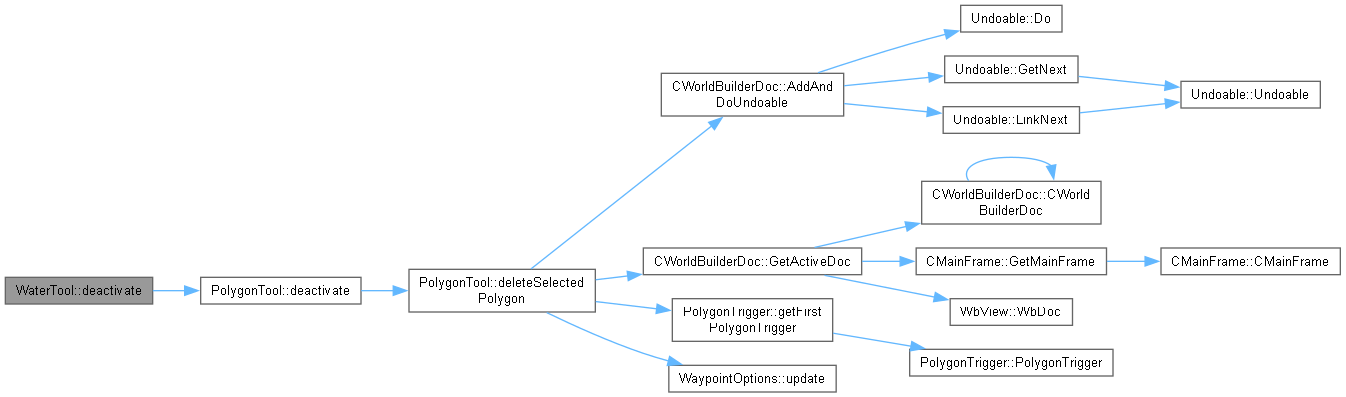 WaterTool::deactivate
PolygonTool::deactivate
PolygonTool::deleteSelected
Polygon
CWorldBuilderDoc::AddAnd
DoUndoable
Undoable::Do
Undoable::GetNext
Undoable::LinkNext
Undoable::Undoable
CWorldBuilderDoc::GetActiveDoc
CWorldBuilderDoc::CWorld
BuilderDoc
CMainFrame::GetMainFrame
CMainFrame::CMainFrame
WbView::WbDoc
PolygonTrigger::getFirst
PolygonTrigger
PolygonTrigger::PolygonTrigger
WaypointOptions::update